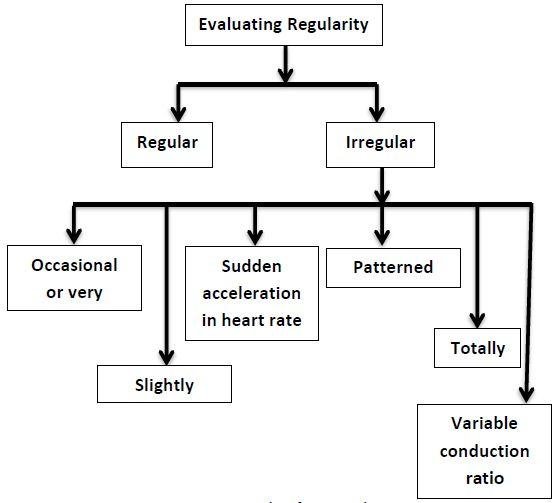 Evaluating Regularity
Regular
Irregular
Occasional
or very
Sudden
acceleration
in heart rate
Patterned
Totally
Slightly
Variable
conduction
ratio